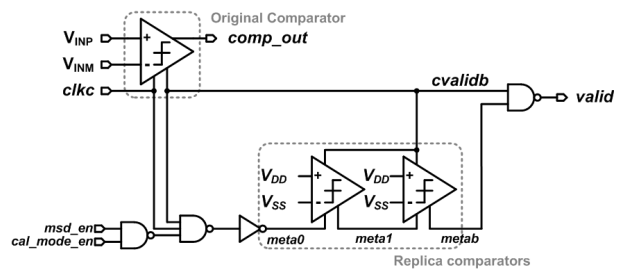 Original Comparator
V_INP + comp_out
V_INM -
clkc cvalidb valid
V_DD + V_DD +
V_SS - V_SS -
msd_en
cal_mode_en meta0 meta1 metab
Replica comparators